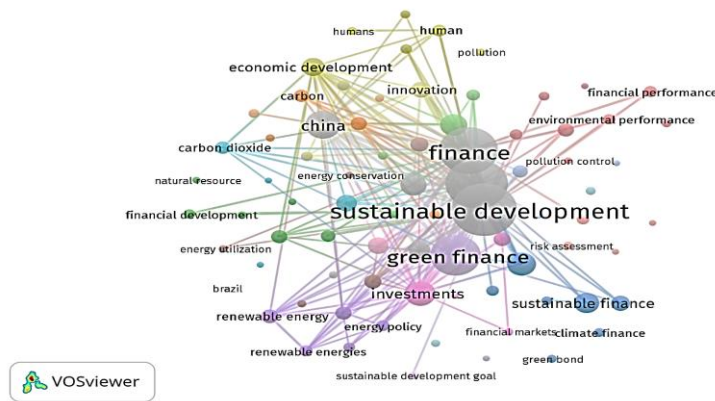 humans
human
pollution
economic development
innovation
carbon
financial performance
china
environmental performance
carbon dioxide
finance
pollution control
energy conservation
natural resource
financial development
sustainable development
energy utilization
risk assessment
green finance
brazil
investments
sustainable finance
renewable energy
energy policy
financial markets
climate finance
renewable energies
green bond
sustainable development goal
VOSviewer